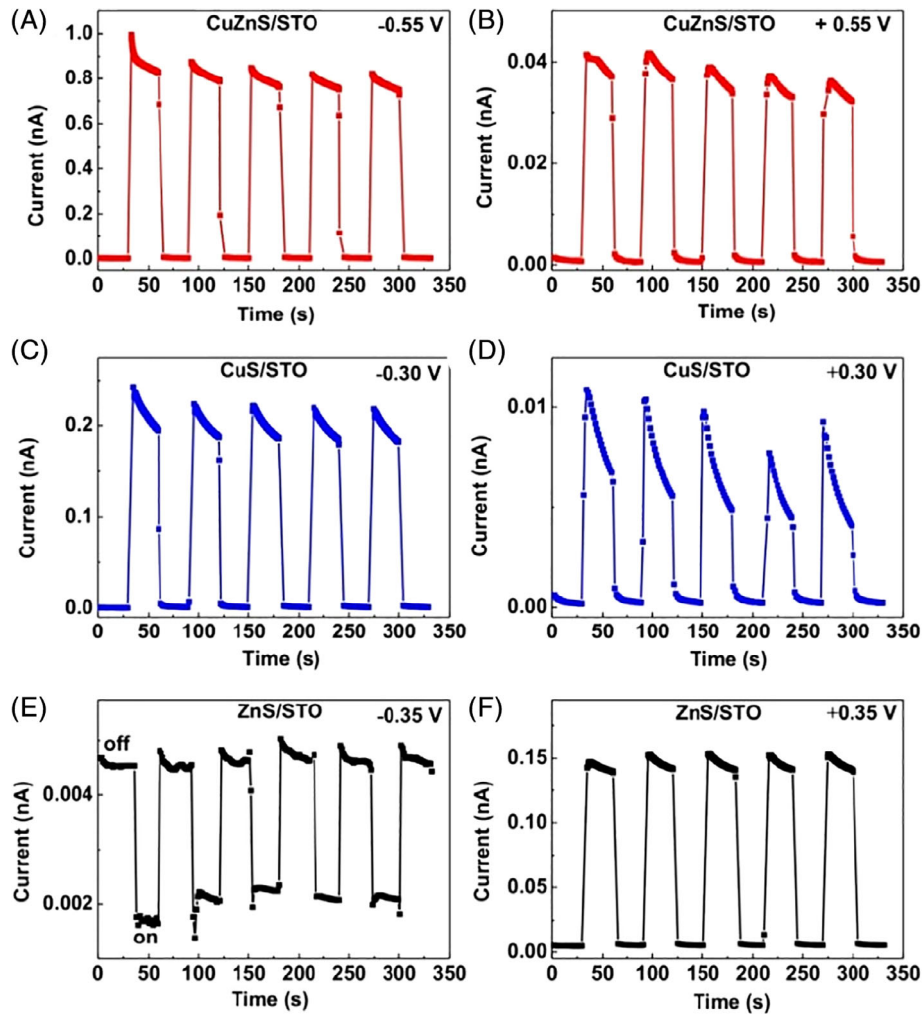 (A)
CuZnS/STO
-0.55 V
Current (nA)
1.0
0.8
0.6
0.4
0.2
0.0
0 50 100 150 200 250 300 350
Time (s)
(B)
CuZnS/STO
+ 0.55 V
Current (nA)
0.04
0.02
0.00
0 50 100 150 200 250 300 350
Time (s)
(C)
CuS/STO
-0.30 V
Current (nA)
0.2
0.1
0.0
0 50 100 150 200 250 300 350
Time (s)
(D)
CuS/STO
+0.30 V
Current (nA)
0.01
0.01
0.00
0 50 100 150 200 250 300 350
Time (s)
(E)
ZnS/STO
-0.35 V
off
on
Current (nA)
0.004
0.002
0 50 100 150 200 250 300 350
Time (s)
(F)
ZnS/STO
+0.35 V
Current (nA)
0.15
0.10
0.15
0.00
0 50 100 150 200 250 300 350
Time (s)